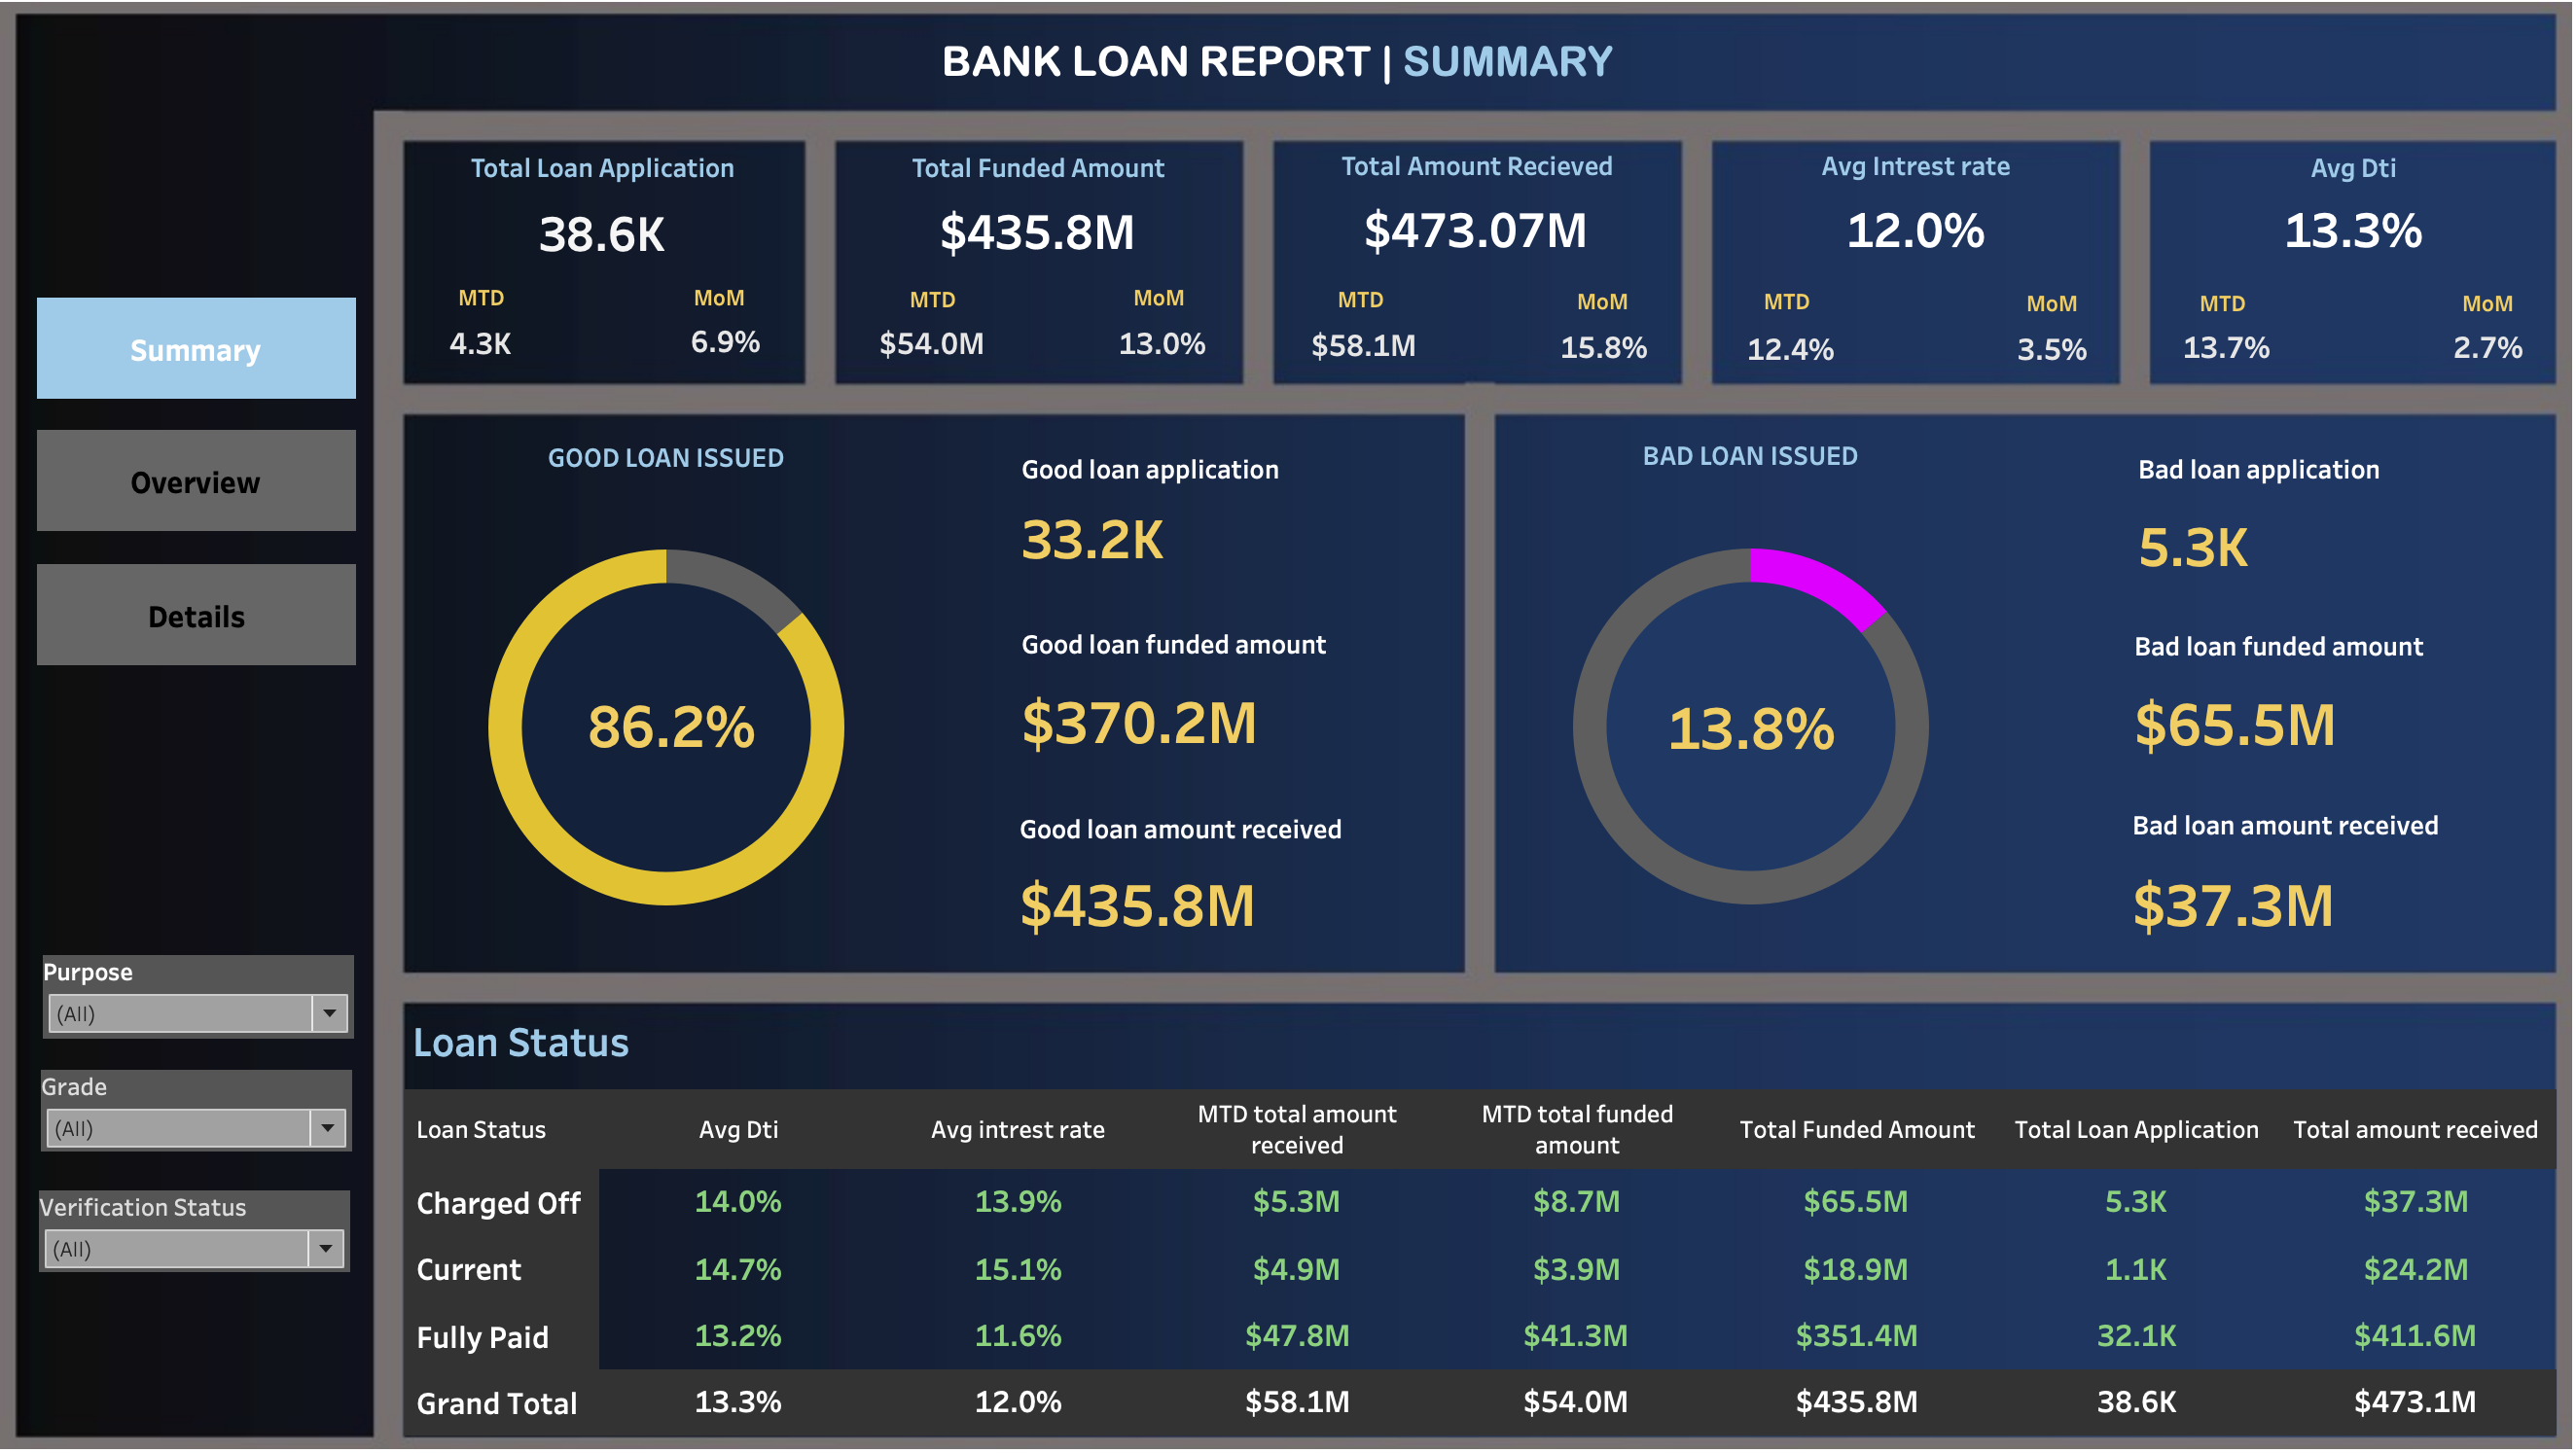 BANK LOAN REPORT | SUMMARY
Total Loan Application
38.6K
MTD MoM
4.3K 6.9%
Total Funded Amount
$435.8M
MTD MoM
$54.0M 13.0%
Total Amount Recieved
$473.07M
MTD MoM
$58.1M 15.8%
Avg Intrest rate
12.0%
MTD MoM
12.4% 3.5%
Avg Dti
13.3%
MTD MoM
13.7% 2.7%
Summary
Overview
Details
Purpose
(All)
Grade
(All)
Verification Status
(All)
GOOD LOAN ISSUED
86.2%
Good loan application
33.2K
Good loan funded amount
$370.2M
Good loan amount received
$435.8M
BAD LOAN ISSUED
13.8%
Bad loan application
5.3K
Bad loan funded amount
$65.5M
Bad loan amount received
$37.3M
Loan Status
Loan Status Avg Dti Avg intrest rate MTD total amount received MTD total funded amount Total Funded Amount Total Loan Application Total amount received
Charged Off 14.0% 13.9% $5.3M $8.7M $65.5M 5.3K $37.3M
Current 14.7% 15.1% $4.9M $3.9M $18.9M 1.1K $24.2M
Fully Paid 13.2% 11.6% $47.8M $41.3M $351.4M 32.1K $411.6M
Grand Total 13.3% 12.0% $58.1M $54.0M $435.8M 38.6K $473.1M